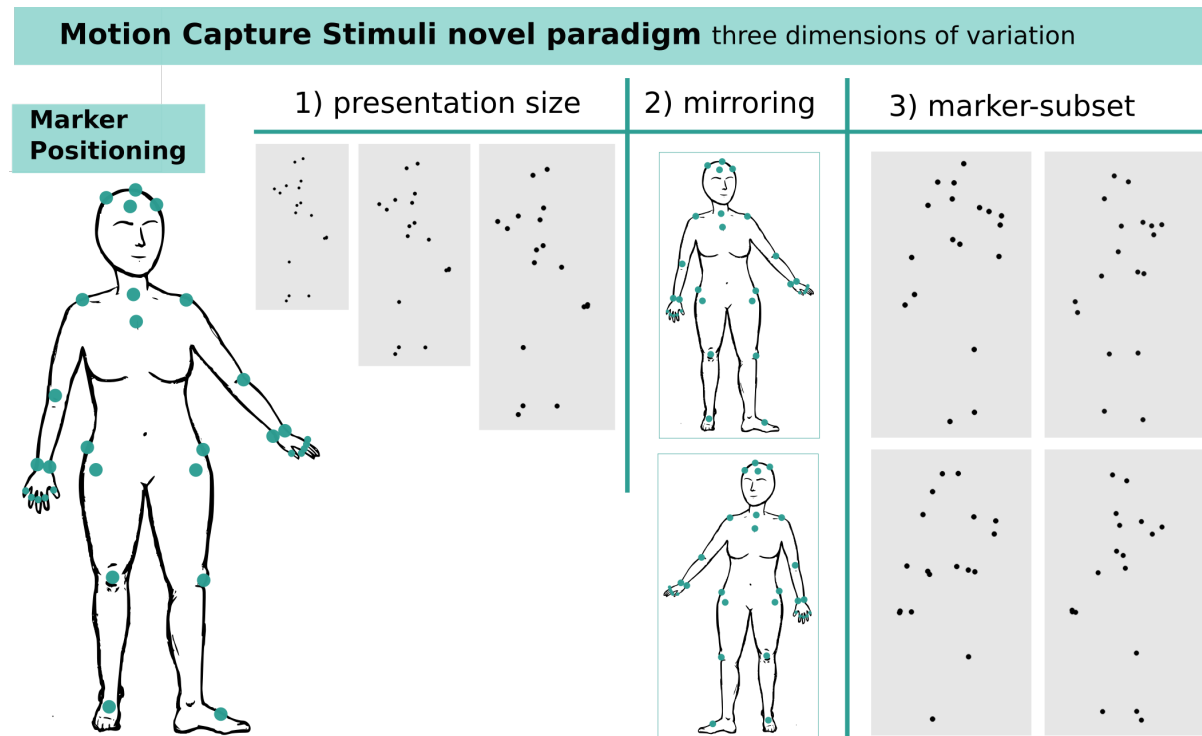 Motion Capture Stimuli novel paradigm three dimensions of variation
Marker
Positioning
1) presentation size
2) mirroring
3) marker-subset